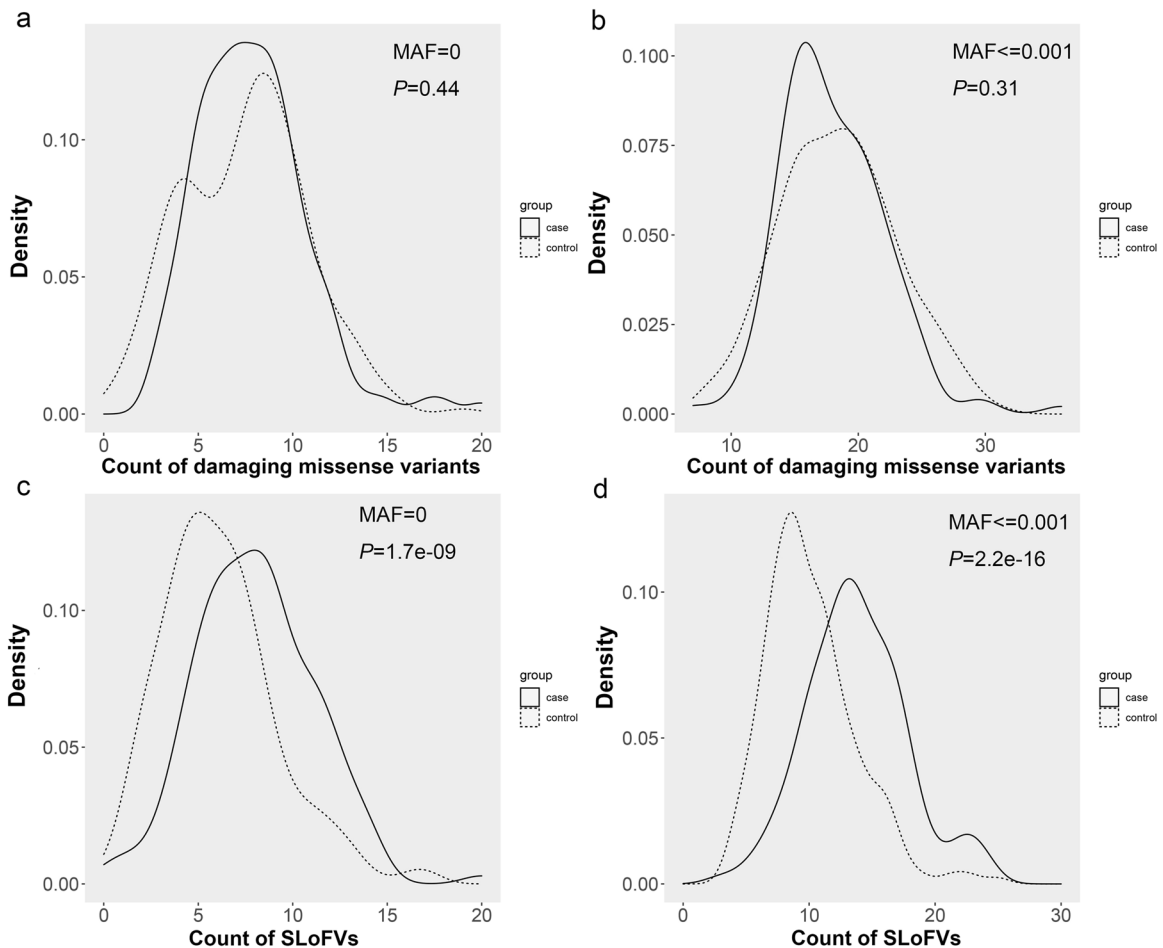 a
MAF=0
P=0.44
0.10
0.05
0.00
Density
0 5 10 15 20
Count of damaging missense variants
group
case
control
b
MAF<=0.001
P=0.31
0.100
0.075
0.050
0.025
0.000
Density
10 20 30
Count of damaging missense variants
group
case
control
c
MAF=0
P=1.7e-09
0.10
0.05
0.00
Density
0 5 10 15 20
Count of SLoFVs
group
case
control
d
MAF<=0.001
P=2.2e-16
0.10
0.05
0.00
Density
0 10 20 30
Count of SLoFVs
group
case
control